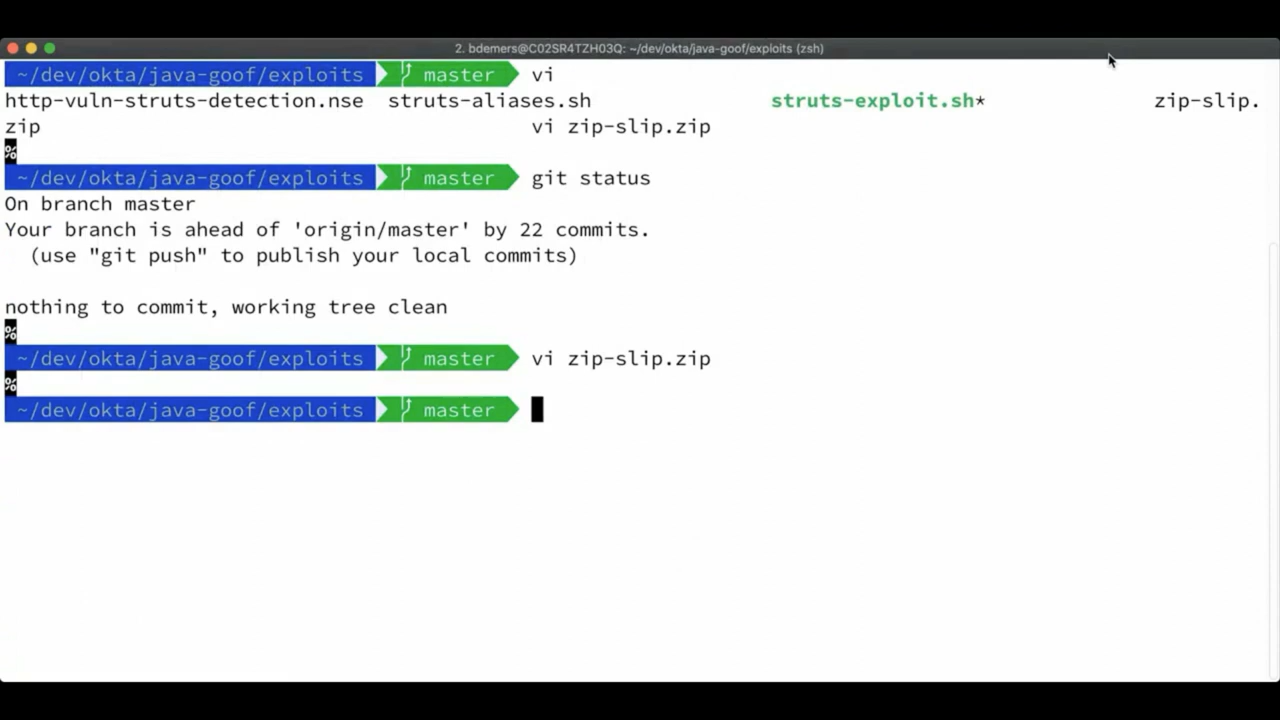 2. bdemers@C02SR4TZH03Q: ~/dev/okta/java-goof/exploits (zsh)
~/dev/okta/java-goof/exploits master vi
http-vuln-struts-detection.nse struts-aliases.sh struts-exploit.sh* zip-slip.
zip vi zip-slip.zip
%
~/dev/okta/java-goof/exploits master git status
On branch master
Your branch is ahead of 'origin/master' by 22 commits.
(use "git push" to publish your local commits)
nothing to commit, working tree clean
%
~/dev/okta/java-goof/exploits master vi zip-slip.zip
%
~/dev/okta/java-goof/exploits master